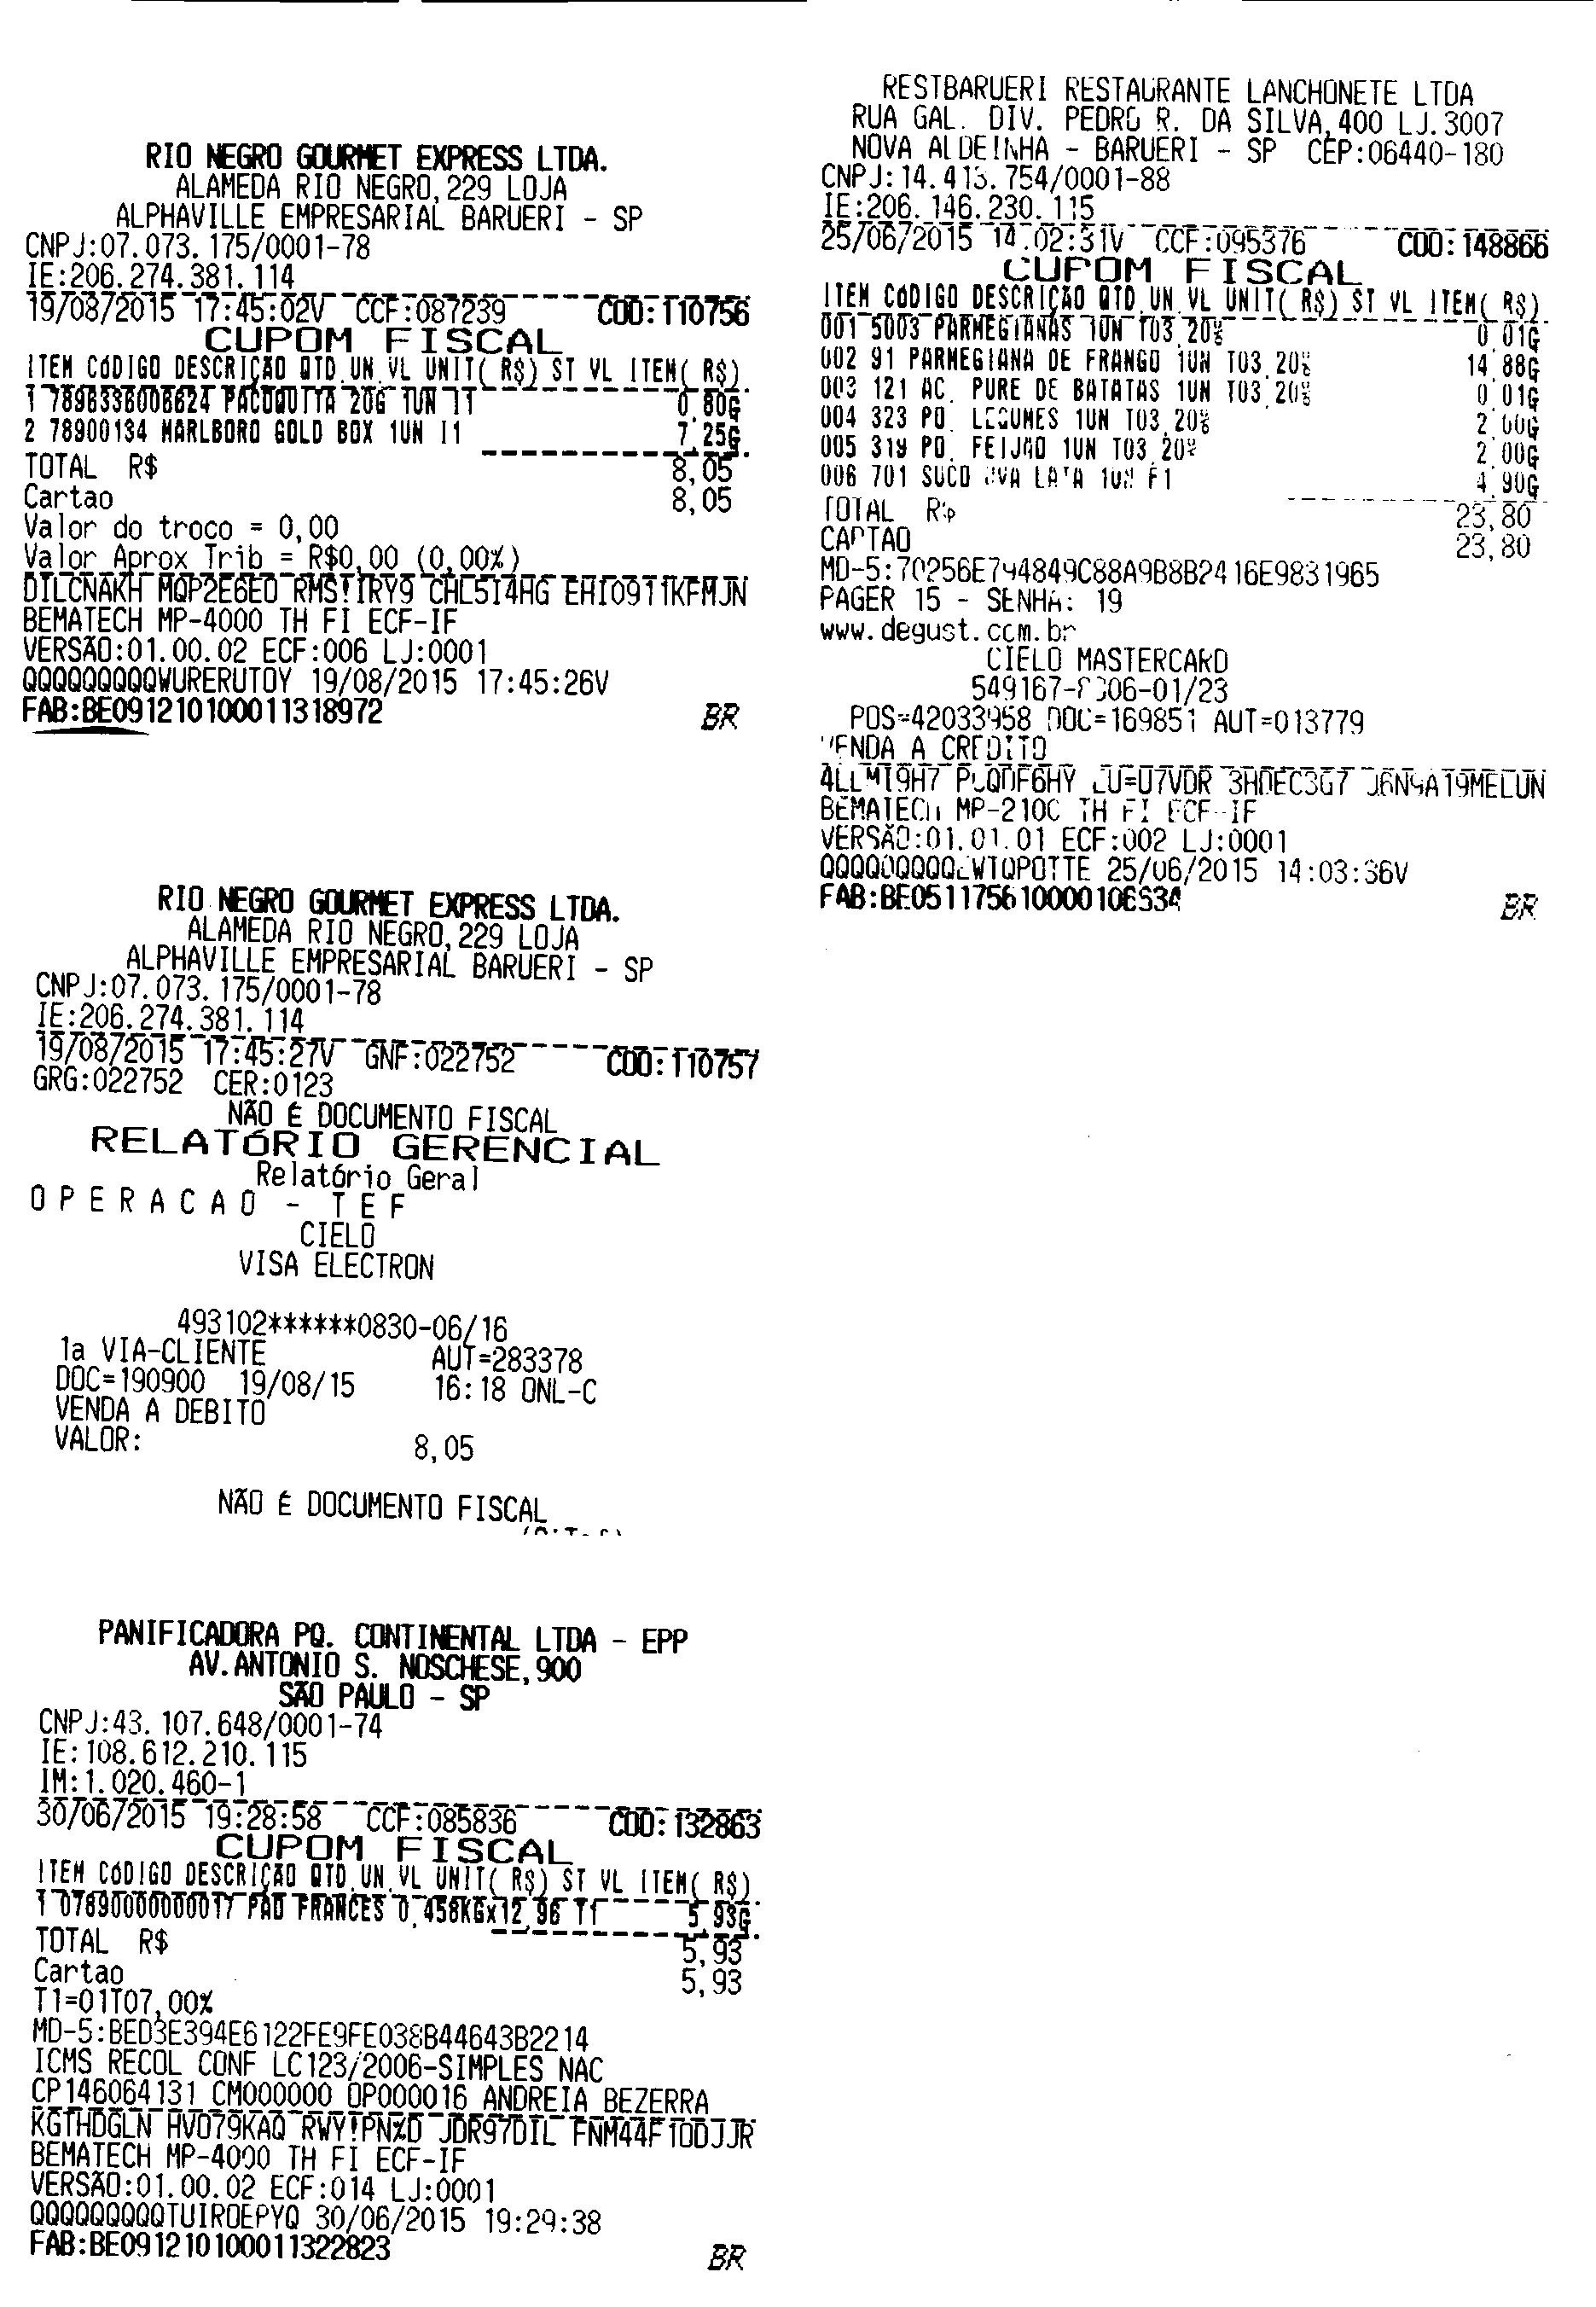 RIO NEGRO GOURMET EXPRESS LTDA.
ALAMEDA RIO NEGRO,229 LOJA
ALPHAVILLE EMPRESARIAL BARUERI - SP
CNPJ:07.073.175/0001-78
IE:206.274.381.114
19/08/2015 17:45:02V CCF:087239 COO:110756
CUPOM FISCAL
ITEM CÓDIGO DESCRIÇÃO QTD.UN.VL UNIT( R$) ST VL ITEM( R$)
1 7896336008624 PACOQUITA 20G 1UN I1 0,80G
2 78900134 MARLBORO GOLD BOX 1UN I1 7,25G
TOTAL R$ 8,05
Cartao 8,05
Valor do troco = 0,00
Valor Aprox Trib = R$0,00 (0,00%)
DILCNAKH MQP2E6EO RMS!IRY9 CHL5I4HG EHIO91TKFMJN
BEMATECH MP-4000 TH FI ECF-IF
VERSÃO:01.00.02 ECF:006 LJ:0001
QQQQQQQQQWURERUTOY 19/08/2015 17:45:26V
FAB:BE091210100011318972 BR
RIO NEGRO GOURMET EXPRESS LTDA.
ALAMEDA RIO NEGRO,229 LOJA
ALPHAVILLE EMPRESARIAL BARUERI - SP
CNPJ:07.073.175/0001-78
IE:206.274.381.114
19/08/2015 17:45:27V GNF:022752 COO:110757
GRG:022752 CER:0123
NÃO É DOCUMENTO FISCAL
RELATÓRIO GERENCIAL
Relatório Geral
O P E R A C A O - T E F
CIELO
VISA ELECTRON
493102******0830-06/16
1a VIA-CLIENTE AUT=283378
DOC=190900 19/08/15 16:18 ONL-C
VENDA A DEBITO
VALOR: 8,05
NÃO É DOCUMENTO FISCAL
PANIFICADORA PQ. CONTINENTAL LTDA - EPP
AV.ANTONIO S. NOSCHESE,900
SÃO PAULO - SP
CNPJ:43.107.648/0001-74
IE:108.612.210.115
IM:1.020.460-1
30/06/2015 19:28:58 CCF:085836 COO:132863
CUPOM FISCAL
ITEM CÓDIGO DESCRIÇÃO QTD.UN.VL UNIT( R$) ST VL ITEM( R$)
1 0789000000017 PAO FRANCES 0,458KGx12,96 T1 5,93G
TOTAL R$ 5,93
Cartao 5,93
T1=01T07,00%
MD-5:BED3E394E6122FE9FE038B44643B2214
ICMS RECOL CONF LC123/2006-SIMPLES NAC
CP146064131 CM000000 OP000016 ANDREIA BEZERRA
KGTHDGLN HVO79KAQ RWY!PN%D JDR97DIL FNM44F1ODJJR
BEMATECH MP-4000 TH FI ECF-IF
VERSÃO:01.00.02 ECF:014 LJ:0001
QQQQQQQQQTUIROEPYQ 30/06/2015 19:29:38
FAB:BE091210100011322823 BR
RESTBARUERI RESTAURANTE LANCHONETE LTDA
RUA GAL. DIV. PEDRO R. DA SILVA,400 LJ.3007
NOVA ALDEINHA - BARUERI - SP CEP:06440-180
CNPJ:14.413.754/0001-88
IE:206.146.230.115
25/06/2015 14:02:31V CCF:095376 COO:148866
CUPOM FISCAL
ITEM CÓDIGO DESCRIÇÃO QTD.UN.VL UNIT( R$) ST VL ITEM( R$)
001 5003 PARMEGIANAS 1UN T03,20% 0,01G
002 91 PARMEGIANA DE FRANGO 1UN T03,20% 14,88G
003 121 AC. PURE DE BATATAS 1UN T03,20% 0,01G
004 323 PO. LEGUMES 1UN T03,20% 2,00G
005 319 PO. FEIJAO 1UN T03,20% 2,00G
006 701 SUCO UVA LATA 1UN F1 4,90G
TOTAL R$ 23,80
CARTAO 23,80
MD-5:70256E794849C88A9B8B2416E9831965
PAGER 15 - SENHA: 19
www.degust.com.br
CIELO MASTERCARD
POS=42033958 DOC=169851 AUT=013779
VENDA A CREDITO
BEMATECH MP-2100 TH FI ECF-IF
VERSÃO:01.01.01 ECF:002 LJ:0001
25/06/2015 14:03:36V
FAB:BE051175610000106634 BR